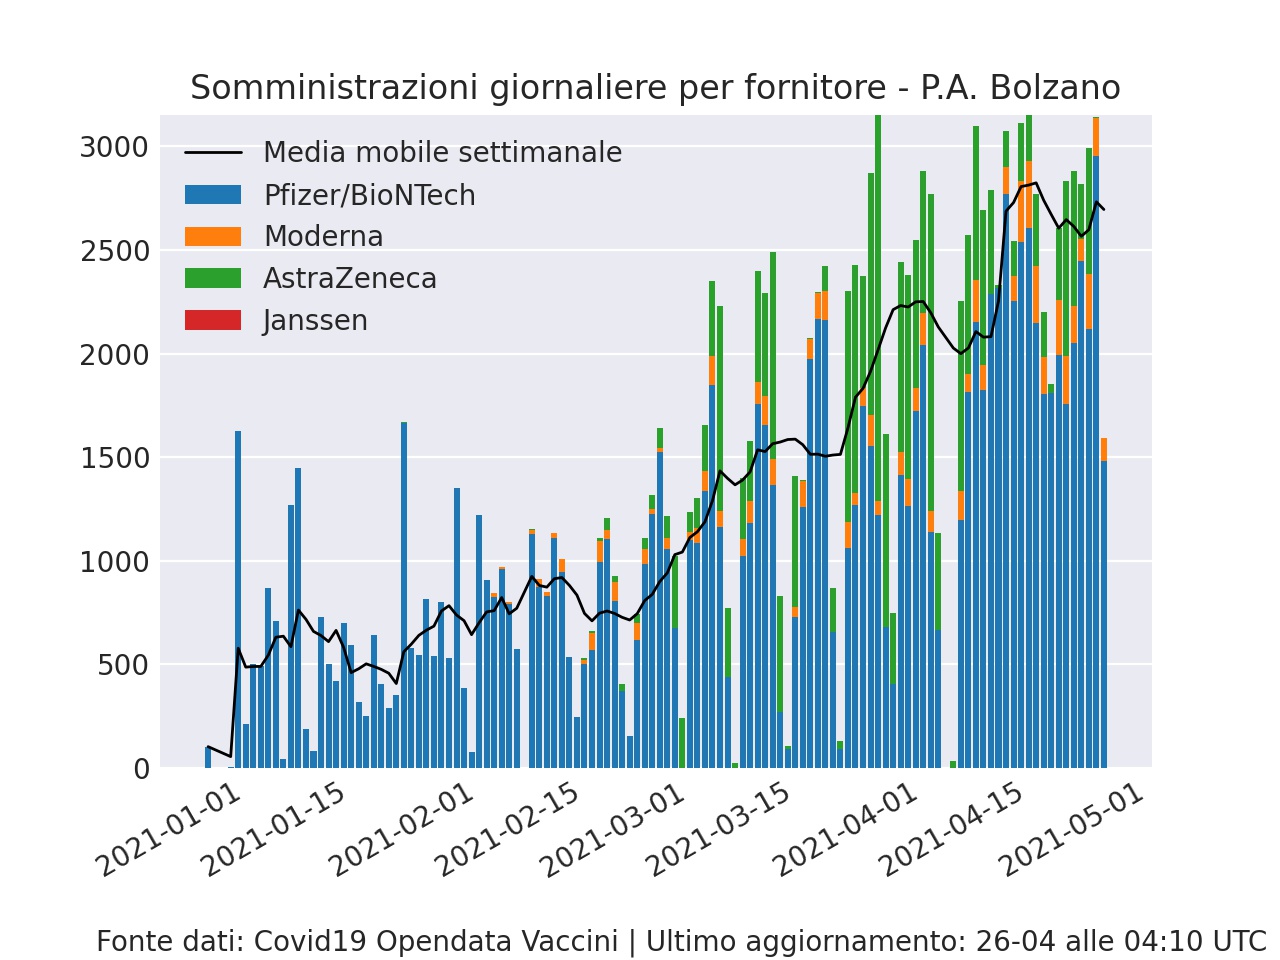 Somministrazioni giornaliere per fornitore - P.A. Bolzano
Media mobile settimanale
Pfizer/BioNTech
Moderna
AstraZeneca
Janssen
3000
2500
2000
1500
1000
500
0
2021-01-01
2021-01-15
2021-02-01
2021-02-15
2021-03-01
2021-03-15
2021-04-01
2021-04-15
2021-05-01
Fonte dati: Covid19 Opendata Vaccini | Ultimo aggiornamento: 26-04 alle 04:10 UTC